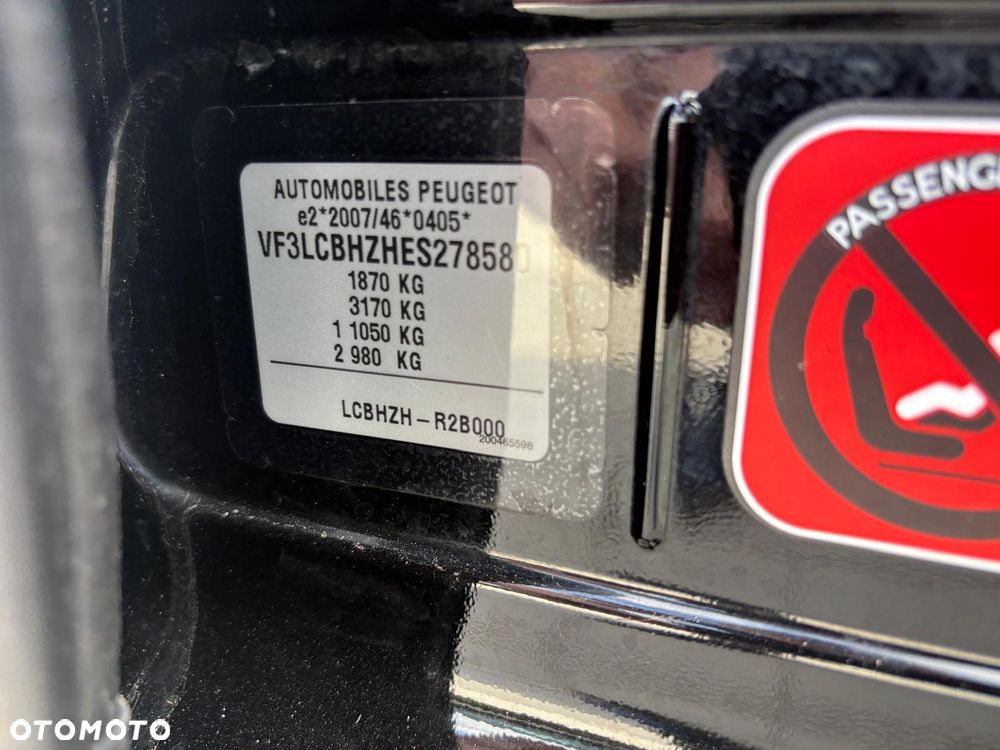 AUTOMOBILES PEUGEOT
e2*2007/46*0405*
VF3LCBHZHES278580
1870 KG
3170 KG
1 1050 KG
2 980 KG
LCBHZH-R2B000
200465598
PASSENG
OTOMOTO